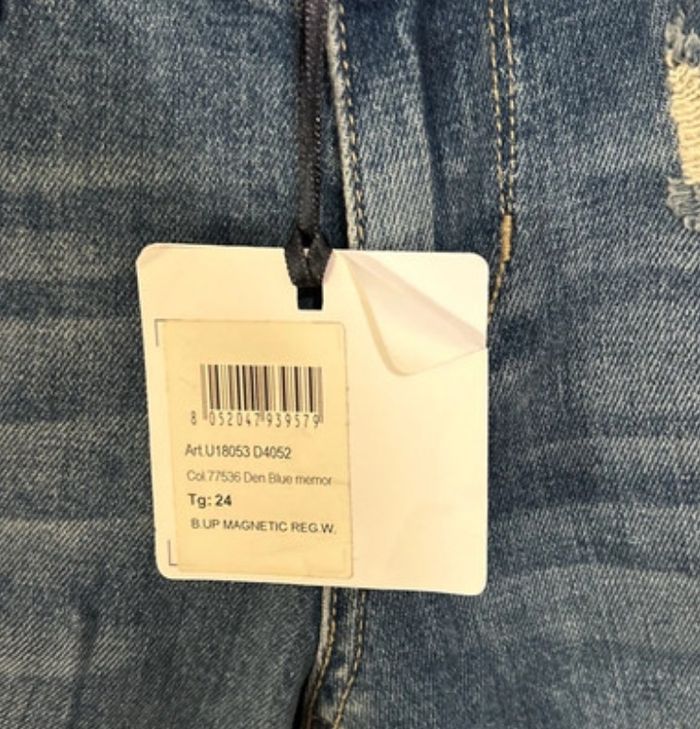 8 052047 939579
Art.U18053 D4052
Col.77536 Den.Blue memor
Tg: 24
B.UP MAGNETIC REG.W.